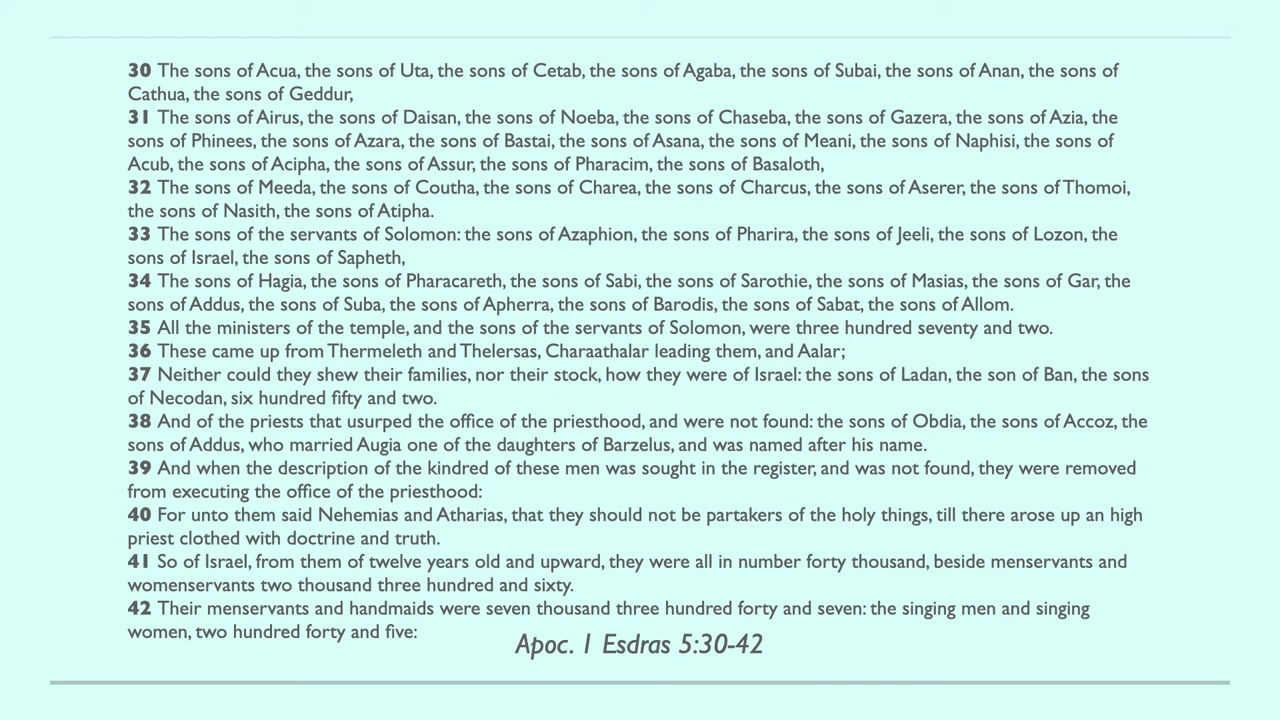 30 The sons of Acua, the sons of Uta, the sons of Cetab, the sons of Agaba, the sons of Subai, the sons of Anan, the sons of
Cathua, the sons of Geddur,
31 The sons of Airus, the sons of Daisan, the sons of Noeba, the sons of Chaseba, the sons of Gazera, the sons of Azia, the
sons of Phinees, the sons of Azara, the sons of Bastai, the sons of Asana, the sons of Meani, the sons of Naphisi, the sons of
Acub, the sons of Acipha, the sons of Assur, the sons of Pharacim, the sons of Basaloth,
32 The sons of Meeda, the sons of Coutha, the sons of Charea, the sons of Charcus, the sons of Aserer, the sons of Thomoi,
the sons of Nasith, the sons of Atipha.
33 The sons of the servants of Solomon: the sons of Azaphion, the sons of Pharira, the sons of Jeeli, the sons of Lozon, the
sons of Israel, the sons of Sapheth,
34 The sons of Hagia, the sons of Pharacareth, the sons of Sabi, the sons of Sarothie, the sons of Masias, the sons of Gar, the
sons of Addus, the sons of Suba, the sons of Apherra, the sons of Barodis, the sons of Sabat, the sons of Allom.
35 All the ministers of the temple, and the sons of the servants of Solomon, were three hundred seventy and two.
36 These came up from Thermeleth and Thelersas, Charaathalar leading them, and Aalar;
37 Neither could they shew their families, nor their stock, how they were of Israel: the sons of Ladan, the son of Ban, the sons
of Necodan, six hundred fifty and two.
38 And of the priests that usurped the office of the priesthood, and were not found: the sons of Obdia, the sons of Accoz, the
sons of Addus, who married Augia one of the daughters of Barzelus, and was named after his name.
39 And when the description of the kindred of these men was sought in the register, and was not found, they were removed
from executing the office of the priesthood:
40 For unto them said Nehemias and Atharias, that they should not be partakers of the holy things, till there arose up an high
priest clothed with doctrine and truth.
41 So of Israel, from them of twelve years old and upward, they were all in number forty thousand, beside menservants and
womenservants two thousand three hundred and sixty.
42 Their menservants and handmaids were seven thousand three hundred forty and seven: the singing men and singing
women, two hundred forty and five:
Apoc. 1 Esdras 5:30-42